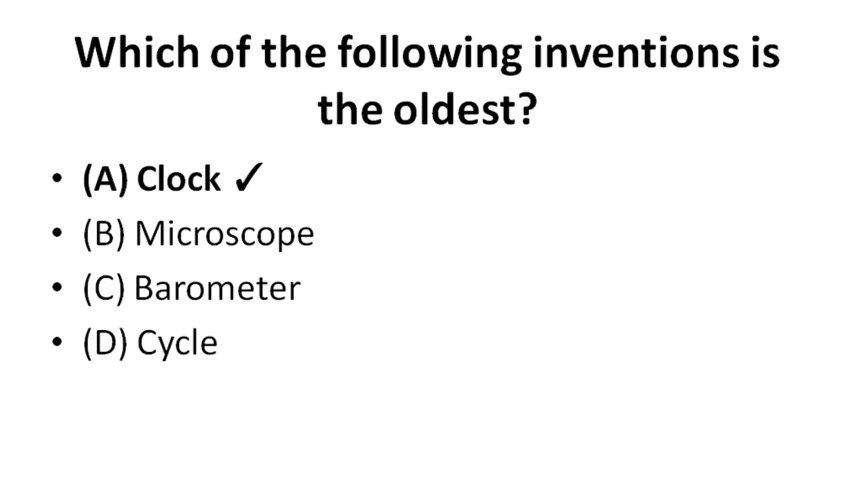 Which of the following inventions is
the oldest?
• (A) Clock ✓
• (B) Microscope
• (C) Barometer
• (D) Cycle